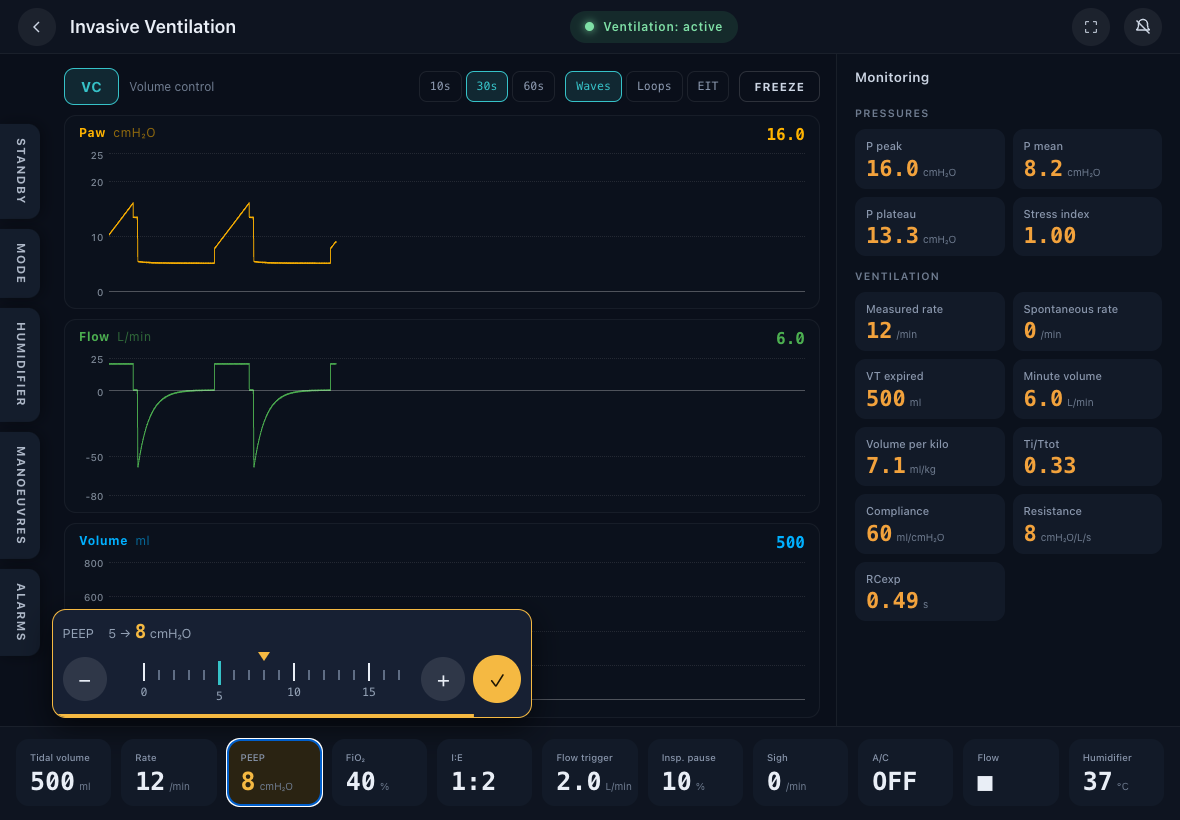 Invasive Ventilation
Ventilation: active
VC Volume control
10s 30s 60s Waves Loops EIT FREEZE
STANDBY
MODE
HUMIDIFIER
MANOEUVRES
ALARMS
Paw cmH₂O 16.0
25
20
10
0
Flow L/min 6.0
25
0
-50
-80
Volume ml 500
800
600
PEEP 5 → 8 cmH₂O
− + ✓
0 5 10 15
Monitoring
PRESSURES
P peak
16.0 cmH₂O
P mean
8.2 cmH₂O
P plateau
13.3 cmH₂O
Stress index
1.00
VENTILATION
Measured rate
12 /min
Spontaneous rate
0 /min
VT expired
500 ml
Minute volume
6.0 L/min
Volume per kilo
7.1 ml/kg
Ti/Ttot
0.33
Compliance
60 ml/cmH₂O
Resistance
8 cmH₂O/L/s
RCexp
0.49 s
Tidal volume
500 ml
Rate
12 /min
PEEP
8 cmH₂O
FiO₂
40 %
I:E
1:2
Flow trigger
2.0 L/min
Insp. pause
10 %
Sigh
0 /min
A/C
OFF
Flow
■
Humidifier
37 °C